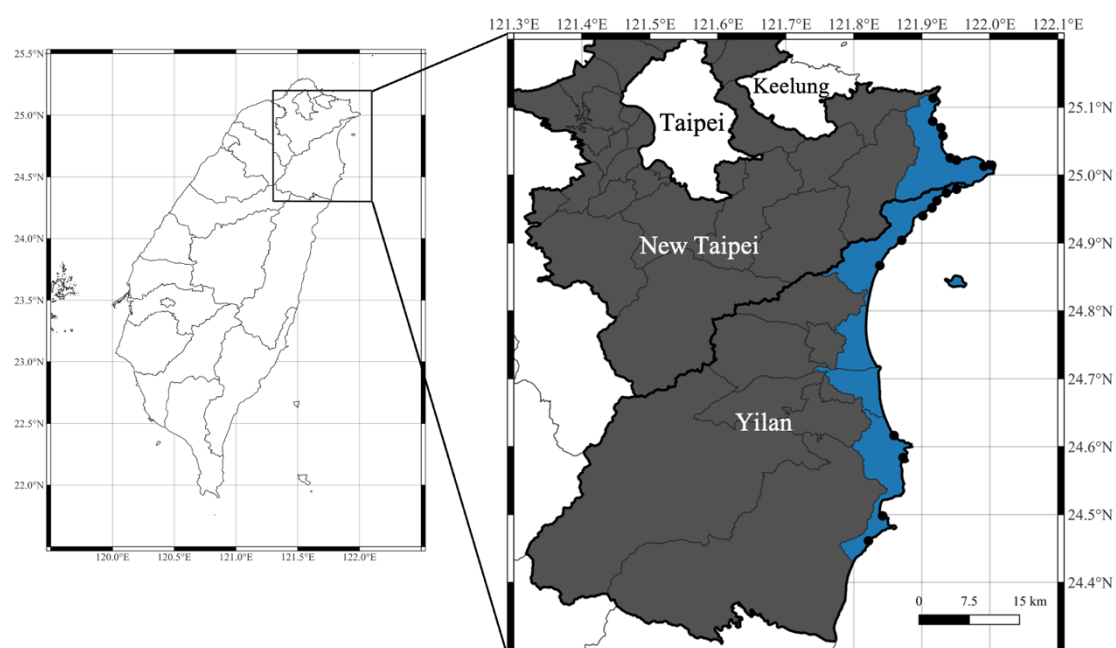 121.3°E 121.4°E 121.5°E 121.6°E 121.7°E 121.8°E 121.9°E 122.0°E 122.1°E
25.5°N
25.0°N
24.5°N
24.0°N
23.5°N
23.0°N
22.5°N
22.0°N
120.0°E 120.5°E 121.0°E 121.5°E 122.0°E
Keelung
Taipei
New Taipei
Yilan
25.1°N
25.0°N
24.9°N
24.8°N
24.7°N
24.6°N
24.5°N
24.4°N
0 7.5 15 km